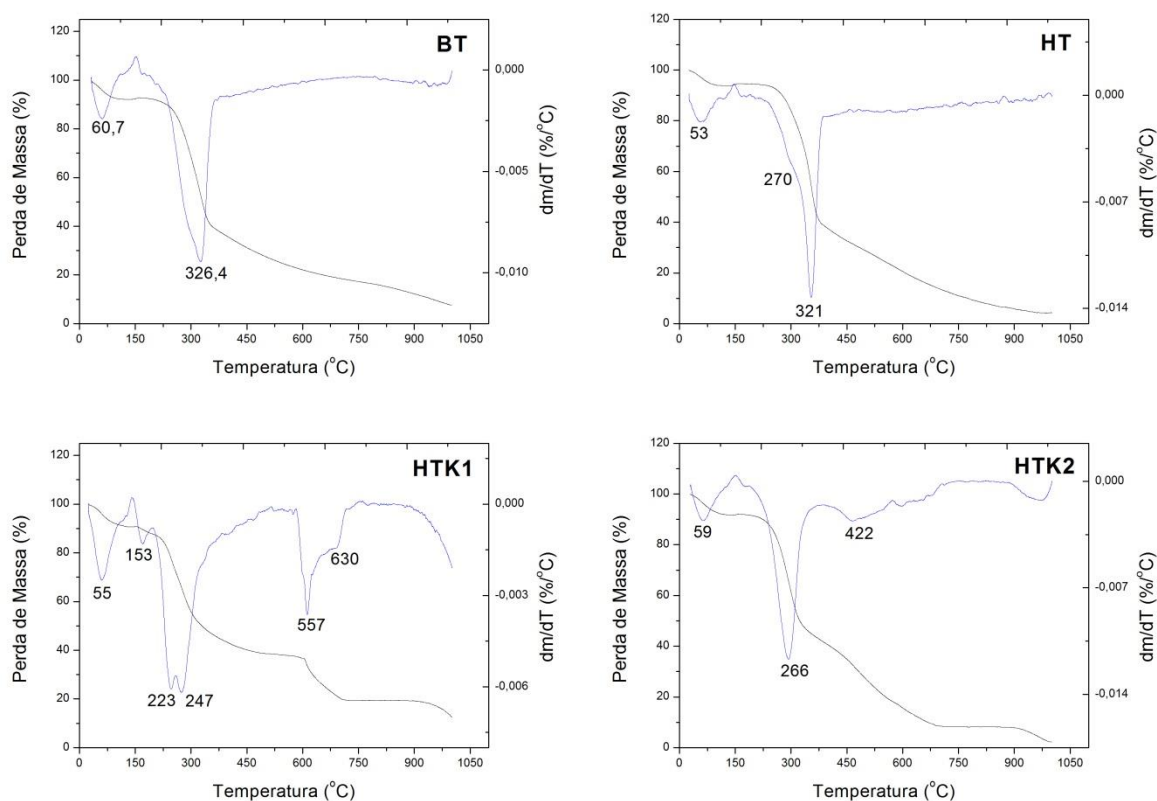 BT
120
100
80
60
40
20
0
Perda de Massa (%)
0,000
-0,005
-0,010
dm/dT (%/°C)
60,7
326,4
0 150 300 450 600 750 900 1050
Temperatura (°C)
HT
120
100
80
60
40
20
0
Perda de Massa (%)
0,000
-0,007
-0,014
dm/dT (%/°C)
53
270
321
0 150 300 450 600 750 900 1050
Temperatura (°C)
HTK1
120
100
80
60
40
20
0
Perda de Massa (%)
0,000
-0,003
-0,006
dm/dT (%/°C)
55
153
223 247
557
630
0 150 300 450 600 750 900 1050
Temperatura (°C)
HTK2
120
100
80
60
40
20
0
Perda de Massa (%)
0,000
-0,007
-0,014
dm/dT (%/°C)
59
266
422
0 150 300 450 600 750 900 1050
Temperatura (°C)